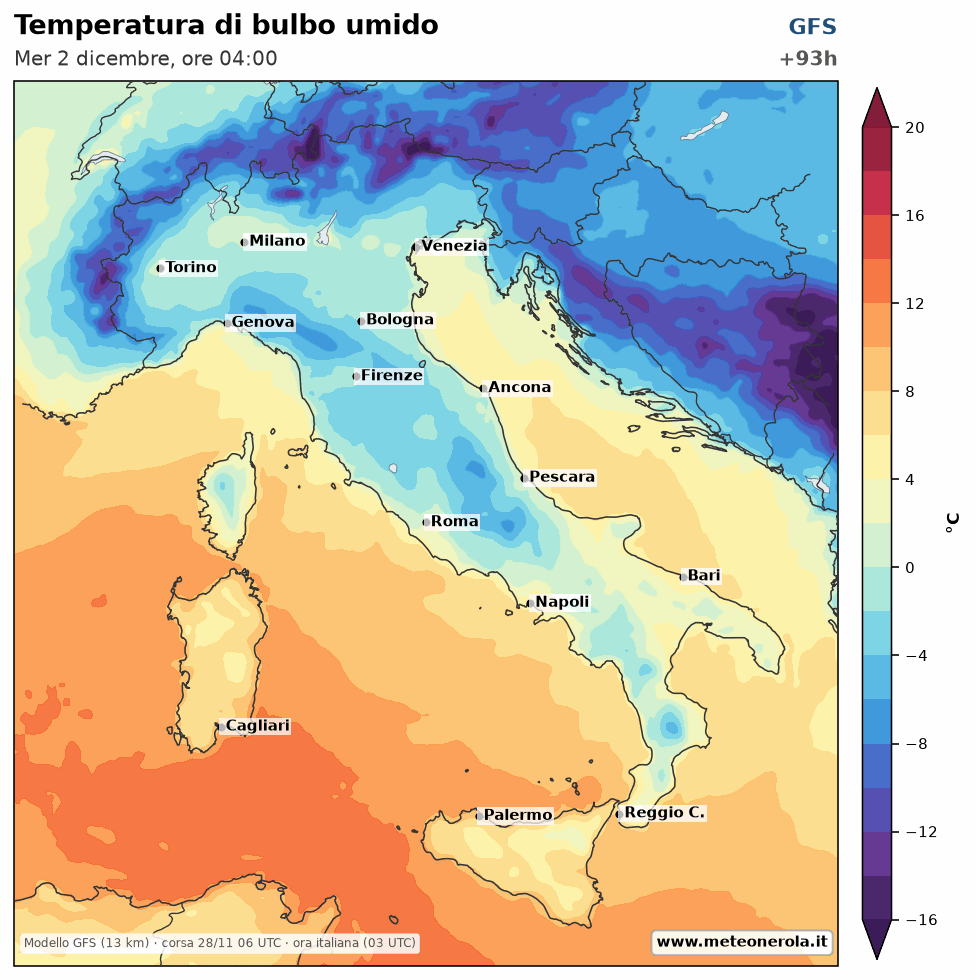 Temperatura di bulbo umido
GFS
Mer 2 dicembre, ore 04:00
+93h
Milano
Venezia
Torino
Genova
Bologna
Firenze
Ancona
Pescara
Roma
Bari
Napoli
Cagliari
Palermo
Reggio C.
20
16
12
8
4
0
−4
−8
−12
−16
°C
Modello GFS (13 km) · corsa 28/11 06 UTC · ora italiana (03 UTC)
www.meteonerola.it